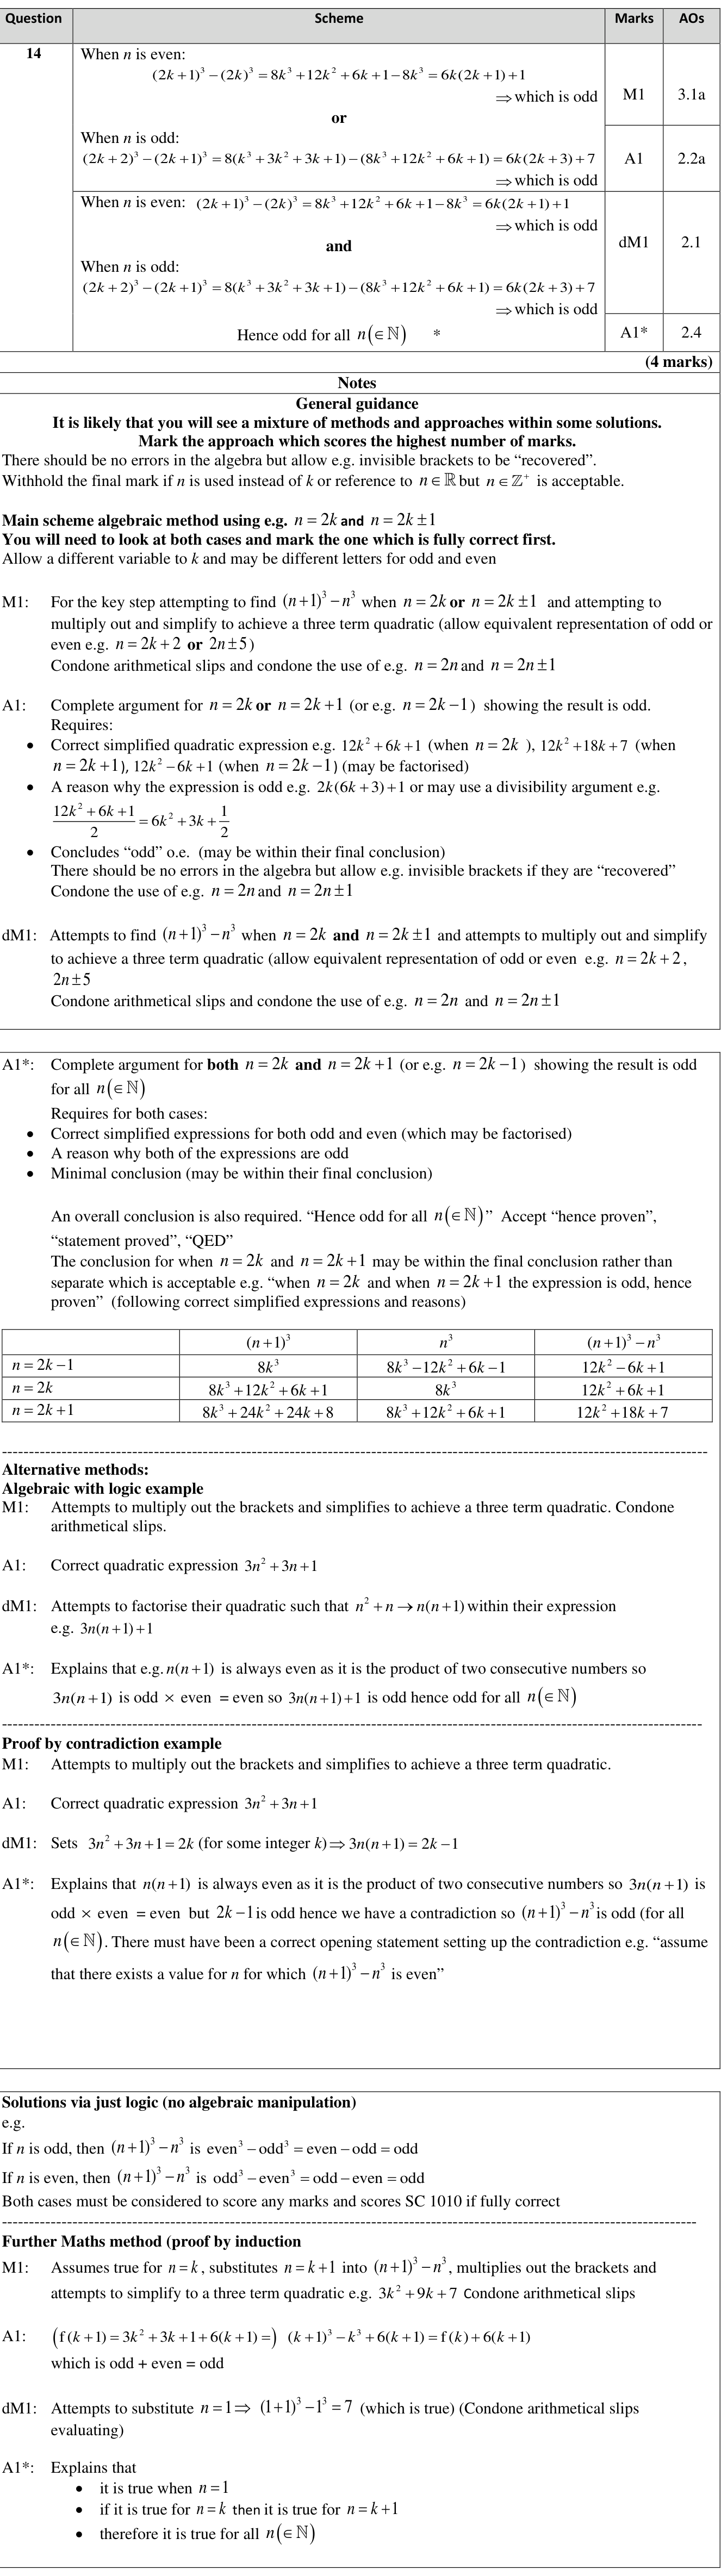 Question Scheme Marks AOs
14 When n is even:
(2k+1)³ −(2k)³ = 8k³ +12k² +6k +1−8k³ = 6k(2k +1)+1
⇒ which is odd M1 3.1a
or
When n is odd:
(2k+2)³ −(2k+1)³ = 8(k³ +3k² +3k +1)−(8k³ +12k² +6k +1) = 6k(2k +3)+7 A1 2.2a
⇒ which is odd
When n is even: (2k+1)³ −(2k)³ = 8k³ +12k² +6k +1−8k³ = 6k(2k +1)+1
⇒ which is odd
and dM1 2.1
When n is odd:
(2k+2)³ −(2k+1)³ = 8(k³ +3k² +3k +1)−(8k³ +12k² +6k +1) = 6k(2k +3)+7
⇒ which is odd
Hence odd for all n(∈ℕ) * A1* 2.4
(4 marks)
Notes
General guidance
It is likely that you will see a mixture of methods and approaches within some solutions.
Mark the approach which scores the highest number of marks.
There should be no errors in the algebra but allow e.g. invisible brackets to be “recovered”.
Withhold the final mark if n is used instead of k or reference to n∈ℝ but n∈ℤ⁺ is acceptable.
Main scheme algebraic method using e.g. n = 2k and n = 2k ±1
You will need to look at both cases and mark the one which is fully correct first.
Allow a different variable to k and may be different letters for odd and even
M1: For the key step attempting to find (n+1)³ −n³ when n = 2k or n = 2k ±1 and attempting to
multiply out and simplify to achieve a three term quadratic (allow equivalent representation of odd or
even e.g. n = 2k +2 or 2n±5)
Condone arithmetical slips and condone the use of e.g. n = 2n and n = 2n±1
A1: Complete argument for n = 2k or n = 2k +1 (or e.g. n = 2k −1) showing the result is odd.
Requires:
• Correct simplified quadratic expression e.g. 12k² +6k +1 (when n = 2k ), 12k² +18k +7 (when
n = 2k +1), 12k² −6k +1 (when n = 2k −1) (may be factorised)
• A reason why the expression is odd e.g. 2k(6k +3)+1 or may use a divisibility argument e.g.
(12k² +6k +1)/2 = 6k² +3k + 1/2
• Concludes “odd” o.e. (may be within their final conclusion)
There should be no errors in the algebra but allow e.g. invisible brackets if they are “recovered”
Condone the use of e.g. n = 2n and n = 2n±1
dM1: Attempts to find (n+1)³ −n³ when n = 2k and n = 2k ±1 and attempts to multiply out and simplify
to achieve a three term quadratic (allow equivalent representation of odd or even e.g. n = 2k +2,
2n±5
Condone arithmetical slips and condone the use of e.g. n = 2n and n = 2n±1
A1*: Complete argument for both n = 2k and n = 2k +1 (or e.g. n = 2k −1) showing the result is odd
for all n(∈ℕ)
Requires for both cases:
• Correct simplified expressions for both odd and even (which may be factorised)
• A reason why both of the expressions are odd
• Minimal conclusion (may be within their final conclusion)
An overall conclusion is also required. “Hence odd for all n(∈ℕ)” Accept “hence proven”,
“statement proved”, “QED”
The conclusion for when n = 2k and n = 2k +1 may be within the final conclusion rather than
separate which is acceptable e.g. “when n = 2k and when n = 2k +1 the expression is odd, hence
proven” (following correct simplified expressions and reasons)
(n+1)³ n³ (n+1)³ −n³
n = 2k −1 8k³ 8k³ −12k² +6k −1 12k² −6k +1
n = 2k 8k³ +12k² +6k +1 8k³ 12k² +6k +1
n = 2k +1 8k³ +24k² +24k +8 8k³ +12k² +6k +1 12k² +18k +7
Alternative methods:
Algebraic with logic example
M1: Attempts to multiply out the brackets and simplifies to achieve a three term quadratic. Condone
arithmetical slips.
A1: Correct quadratic expression 3n² +3n+1
dM1: Attempts to factorise their quadratic such that n² +n → n(n+1) within their expression
e.g. 3n(n+1)+1
A1*: Explains that e.g. n(n+1) is always even as it is the product of two consecutive numbers so
3n(n+1) is odd × even = even so 3n(n+1)+1 is odd hence odd for all n(∈ℕ)
Proof by contradiction example
M1: Attempts to multiply out the brackets and simplifies to achieve a three term quadratic.
A1: Correct quadratic expression 3n² +3n+1
dM1: Sets 3n² +3n+1 = 2k (for some integer k) ⇒ 3n(n+1) = 2k −1
A1*: Explains that n(n+1) is always even as it is the product of two consecutive numbers so 3n(n+1) is
odd × even = even but 2k −1 is odd hence we have a contradiction so (n+1)³ −n³ is odd (for all
n(∈ℕ). There must have been a correct opening statement setting up the contradiction e.g. “assume
that there exists a value for n for which (n+1)³ −n³ is even”
Solutions via just logic (no algebraic manipulation)
e.g.
If n is odd, then (n+1)³ −n³ is even³ −odd³ = even −odd = odd
If n is even, then (n+1)³ −n³ is odd³ −even³ = odd −even = odd
Both cases must be considered to score any marks and scores SC 1010 if fully correct
Further Maths method (proof by induction
M1: Assumes true for n = k, substitutes n = k +1 into (n+1)³ −n³, multiplies out the brackets and
attempts to simplify to a three term quadratic e.g. 3k² +9k +7 Condone arithmetical slips
A1: (f(k +1) = 3k² +3k +1+6(k +1) =) (k +1)³ −k³ +6(k +1) = f(k)+6(k +1)
which is odd + even = odd
dM1: Attempts to substitute n = 1 ⇒ (1+1)³ −1³ = 7 (which is true) (Condone arithmetical slips
evaluating)
A1*: Explains that
• it is true when n = 1
• if it is true for n = k then it is true for n = k +1
• therefore it is true for all n(∈ℕ)